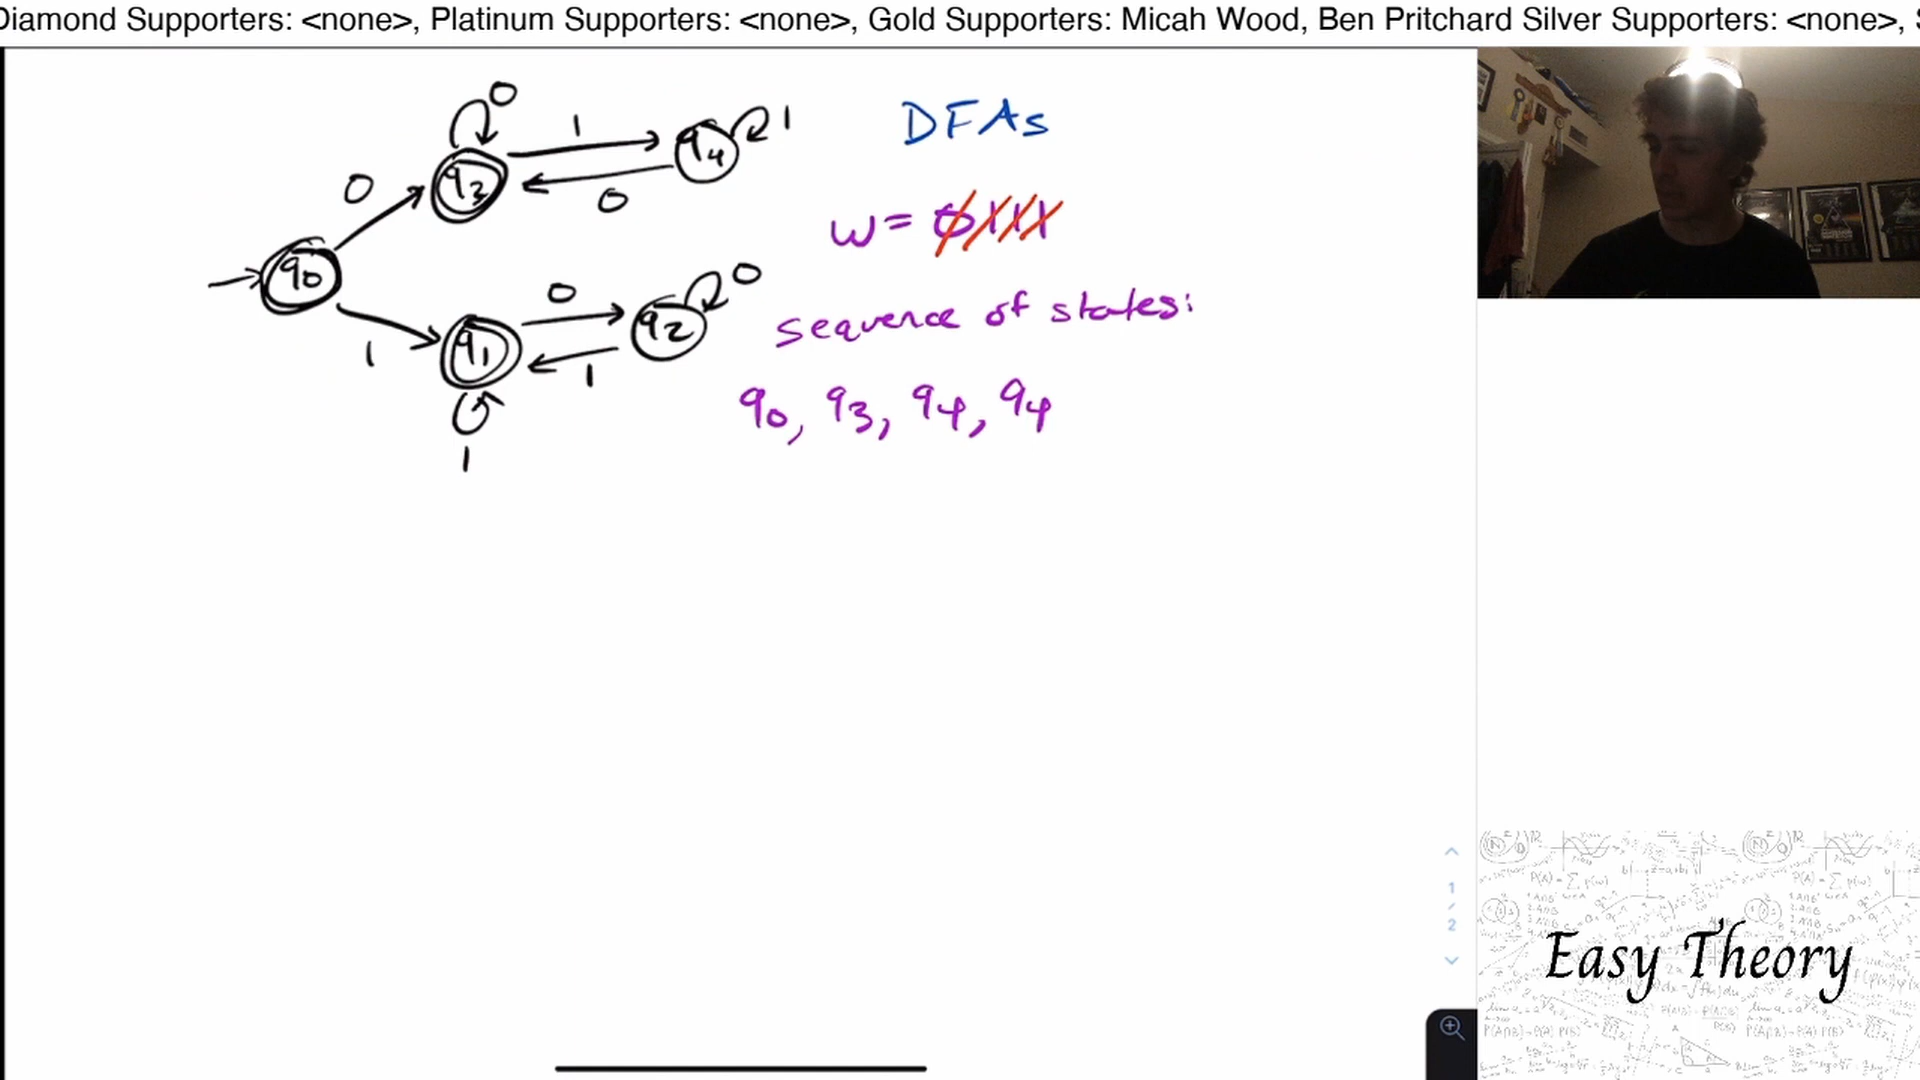 Diamond Supporters: <none>, Platinum Supporters: <none>, Gold Supporters: Micah Wood, Ben Pritchard Silver Supporters: <none>, S
0
1
q4
1
DFAs
q3
0
0
w = 0111
q0
0
0
q2
sequence of states:
1
q1
1
q0, q3, q4, q4
1
1
2
Easy Theory